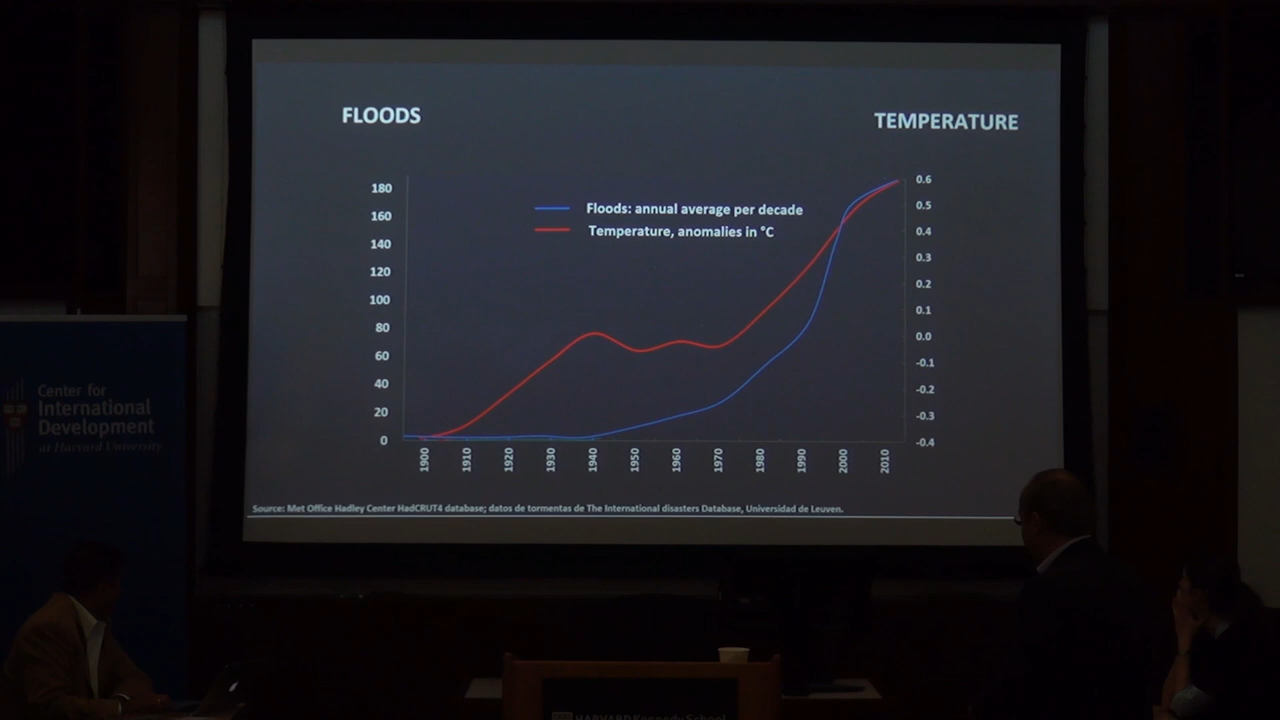 FLOODS
TEMPERATURE
180
160
140
120
100
80
60
40
20
0
Floods: annual average per decade
Temperature, anomalies in °C
0.6
0.5
0.4
0.3
0.2
0.1
0.0
-0.1
-0.2
-0.3
-0.4
1900 1910 1920 1930 1940 1950 1960 1970 1980 1990 2000 2010
Source: Met Office Hadley Center HadCRUT4 database; datos de tormentas de The International disasters Database, Universidad de Leuven.
Center for
International
Development
at Harvard University
HARVARD Kennedy School